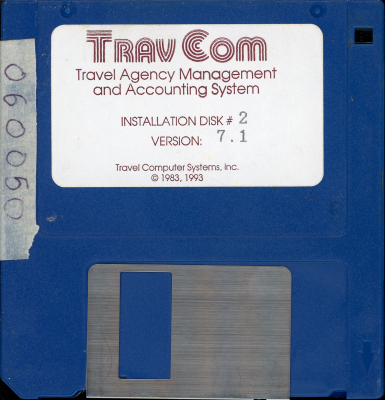 TRAV COM
Travel Agency Management
and Accounting System
INSTALLATION DISK # 2
VERSION: 7.1
Travel Computer Systems, Inc.
© 1983, 1993
060050